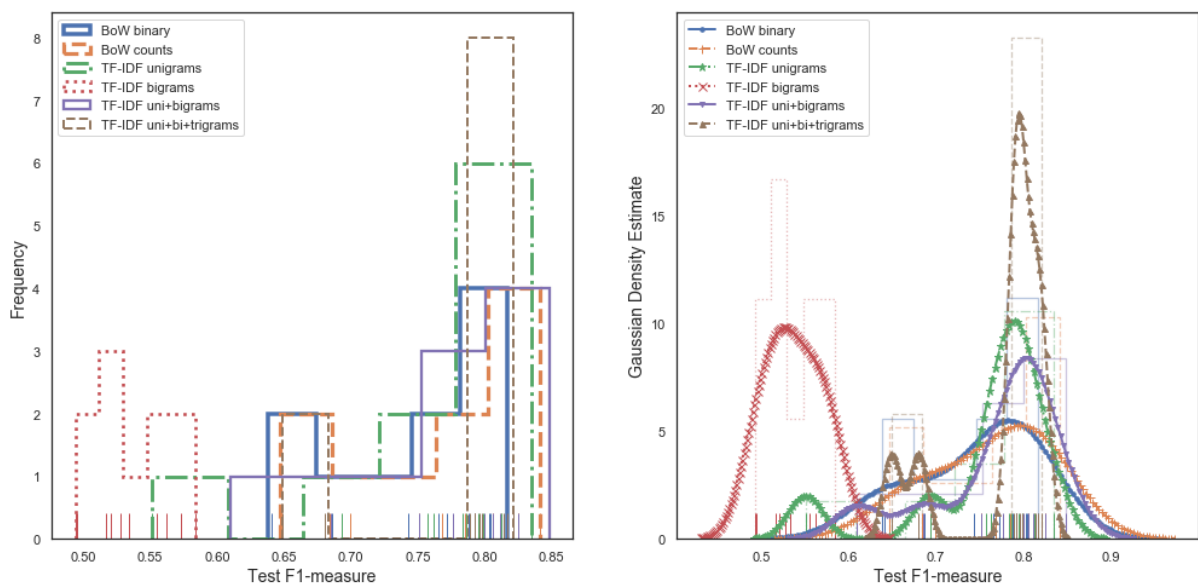 BoW binary
BoW counts
TF-IDF unigrams
TF-IDF bigrams
TF-IDF uni+bigrams
TF-IDF uni+bi+trigrams
Frequency
8
7
6
5
4
3
2
1
0
0.50 0.55 0.60 0.65 0.70 0.75 0.80 0.85
Test F1-measure
BoW binary
BoW counts
TF-IDF unigrams
TF-IDF bigrams
TF-IDF uni+bigrams
TF-IDF uni+bi+trigrams
Gaussian Density Estimate
20
15
10
5
0
0.5 0.6 0.7 0.8 0.9
Test F1-measure